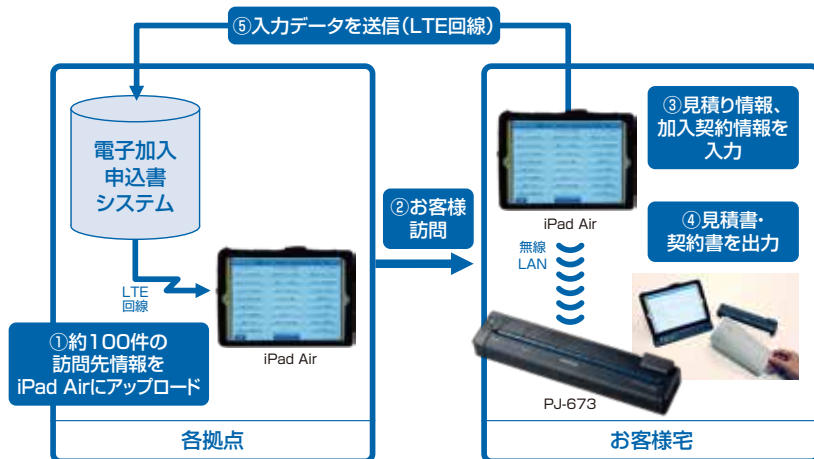 ⑤入力データを送信(LTE回線)
電子加入
申込書
システム
LTE
回線
①約100件の
訪問先情報を
iPad Airにアップロード
iPad Air
各拠点
②お客様
訪問
iPad Air
無線
LAN
③見積り情報、
加入契約情報を
入力
④見積書・
契約書を出力
PJ-673
お客様宅